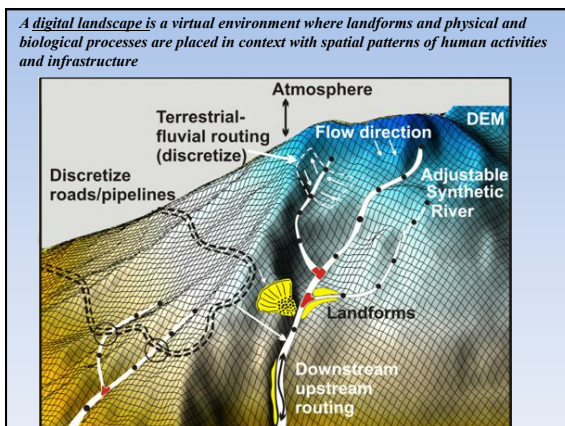 A digital landscape is a virtual environment where landforms and physical and
biological processes are placed in context with spatial patterns of human activities
and infrastructure
Atmosphere
Terrestrial-
fluvial routing
(discretize)
Flow direction
DEM
Discretize
roads/pipelines
Adjustable
Synthetic
River
Landforms
Downstream
upstream
routing